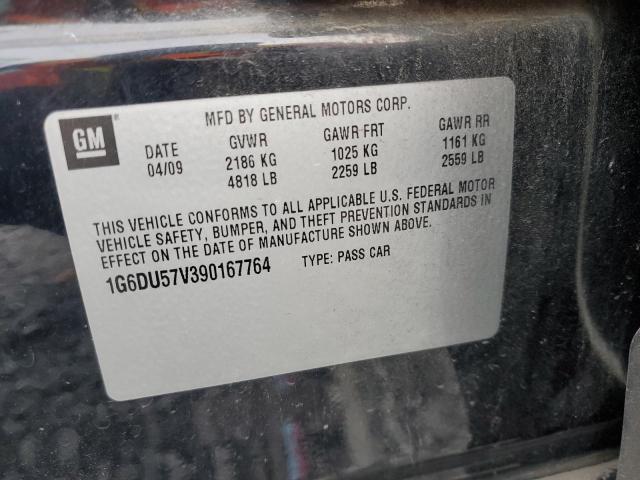 GM
MFD BY GENERAL MOTORS CORP.
DATE GVWR GAWR FRT GAWR RR
04/09 2186 KG 1025 KG 1161 KG
4818 LB 2259 LB 2559 LB
THIS VEHICLE CONFORMS TO ALL APPLICABLE U.S. FEDERAL MOTOR
VEHICLE SAFETY, BUMPER, AND THEFT PREVENTION STANDARDS IN
EFFECT ON THE DATE OF MANUFACTURE SHOWN ABOVE.
1G6DU57V390167764 TYPE: PASS CAR